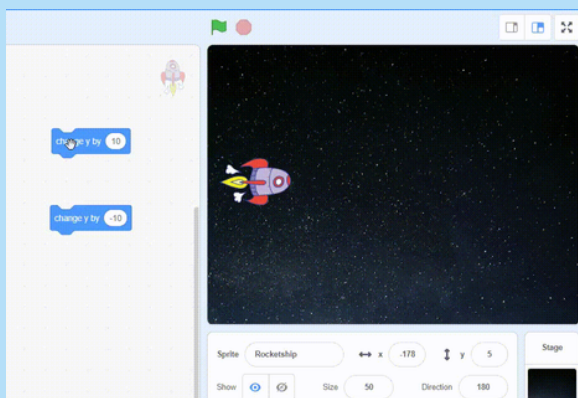 change y by 10
change y by -10
Sprite Rocketship x -178 y 5
Show Size 50 Direction 180
Stage